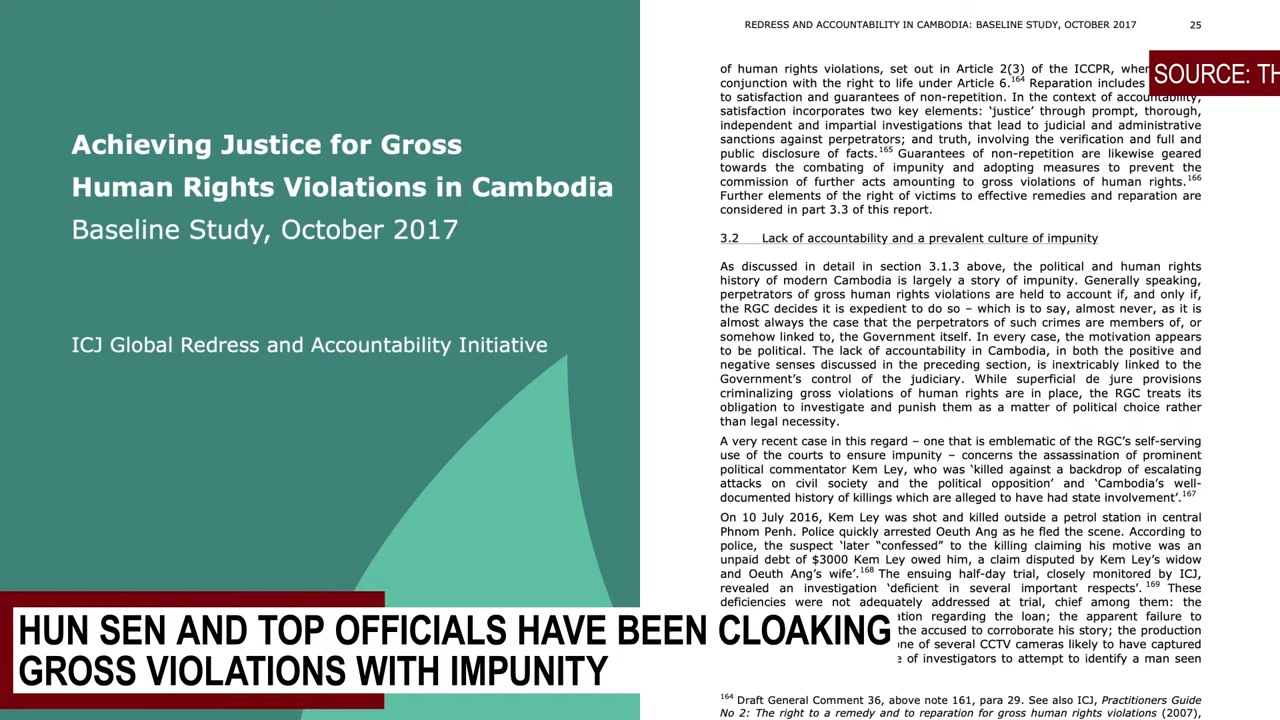 Achieving Justice for Gross
Human Rights Violations in Cambodia
Baseline Study, October 2017
ICJ Global Redress and Accountability Initiative
REDRESS AND ACCOUNTABILITY IN CAMBODIA: BASELINE STUDY, OCTOBER 2017 25
SOURCE:
of human rights violations, set out in Article 2(3) of the ICCPR,
conjunction with the right to life under Article 6.164 Reparation includes
to satisfaction and guarantees of non-repetition. In the context of accountability,
satisfaction incorporates two key elements: ‘justice’ through prompt, thorough,
independent and impartial investigations that lead to judicial and administrative
sanctions against perpetrators; and truth, involving the verification and full and
public disclosure of facts.165 Guarantees of non-repetition are likewise geared
towards the combating of impunity and adopting measures to prevent the
commission of further acts amounting to gross violations of human rights.166
Further elements of the right of victims to effective remedies and reparation are
considered in part 3.3 of this report.
3.2 Lack of accountability and a prevalent culture of impunity
As discussed in detail in section 3.1.3 above, the political and human rights
history of modern Cambodia is largely a story of impunity. Generally speaking,
perpetrators of gross human rights violations are held to account if, and only if,
the RGC decides it is expedient to do so – which is to say, almost never, as it is
almost always the case that the perpetrators of such crimes are members of, or
somehow linked to, the Government itself. In every case, the motivation appears
to be political. The lack of accountability in Cambodia, in both the positive and
negative senses discussed in the preceding section, is inextricably linked to the
Government’s control of the judiciary. While superficial de jure provisions
criminalizing gross violations of human rights are in place, the RGC treats its
obligation to investigate and punish them as a matter of political choice rather
than legal necessity.
A very recent case in this regard – one that is emblematic of the RGC’s self-serving
use of the courts to ensure impunity – concerns the assassination of prominent
political commentator Kem Ley, who was ‘killed against a backdrop of escalating
attacks on civil society and the political opposition’ and ‘Cambodia’s well-
documented history of killings which are alleged to have had state involvement’.167
On 10 July 2016, Kem Ley was shot and killed outside a petrol station in central
Phnom Penh. Police quickly arrested Oeuth Ang as he fled the scene. According to
police, the suspect ‘later “confessed” to the killing claiming his motive was an
unpaid debt of $3000 Kem Ley owed him, a claim disputed by Kem Ley’s widow
and Oeuth Ang’s wife’.168 The ensuing half-day trial, closely monitored by ICJ,
revealed an investigation ‘deficient in several important respects’. 169 These
deficiencies were not adequately addressed at trial, chief among them: the
regarding the loan; the apparent failure to
the accused to corroborate his story; the production
one of several CCTV cameras likely to have captured
of investigators to attempt to identify a man seen
164 Draft General Comment 36, above note 161, para 29. See also ICJ, Practitioners Guide
No 2: The right to a remedy and to reparation for gross human rights violations (2007),
HUN SEN AND TOP OFFICIALS HAVE BEEN CLOAKING
GROSS VIOLATIONS WITH IMPUNITY